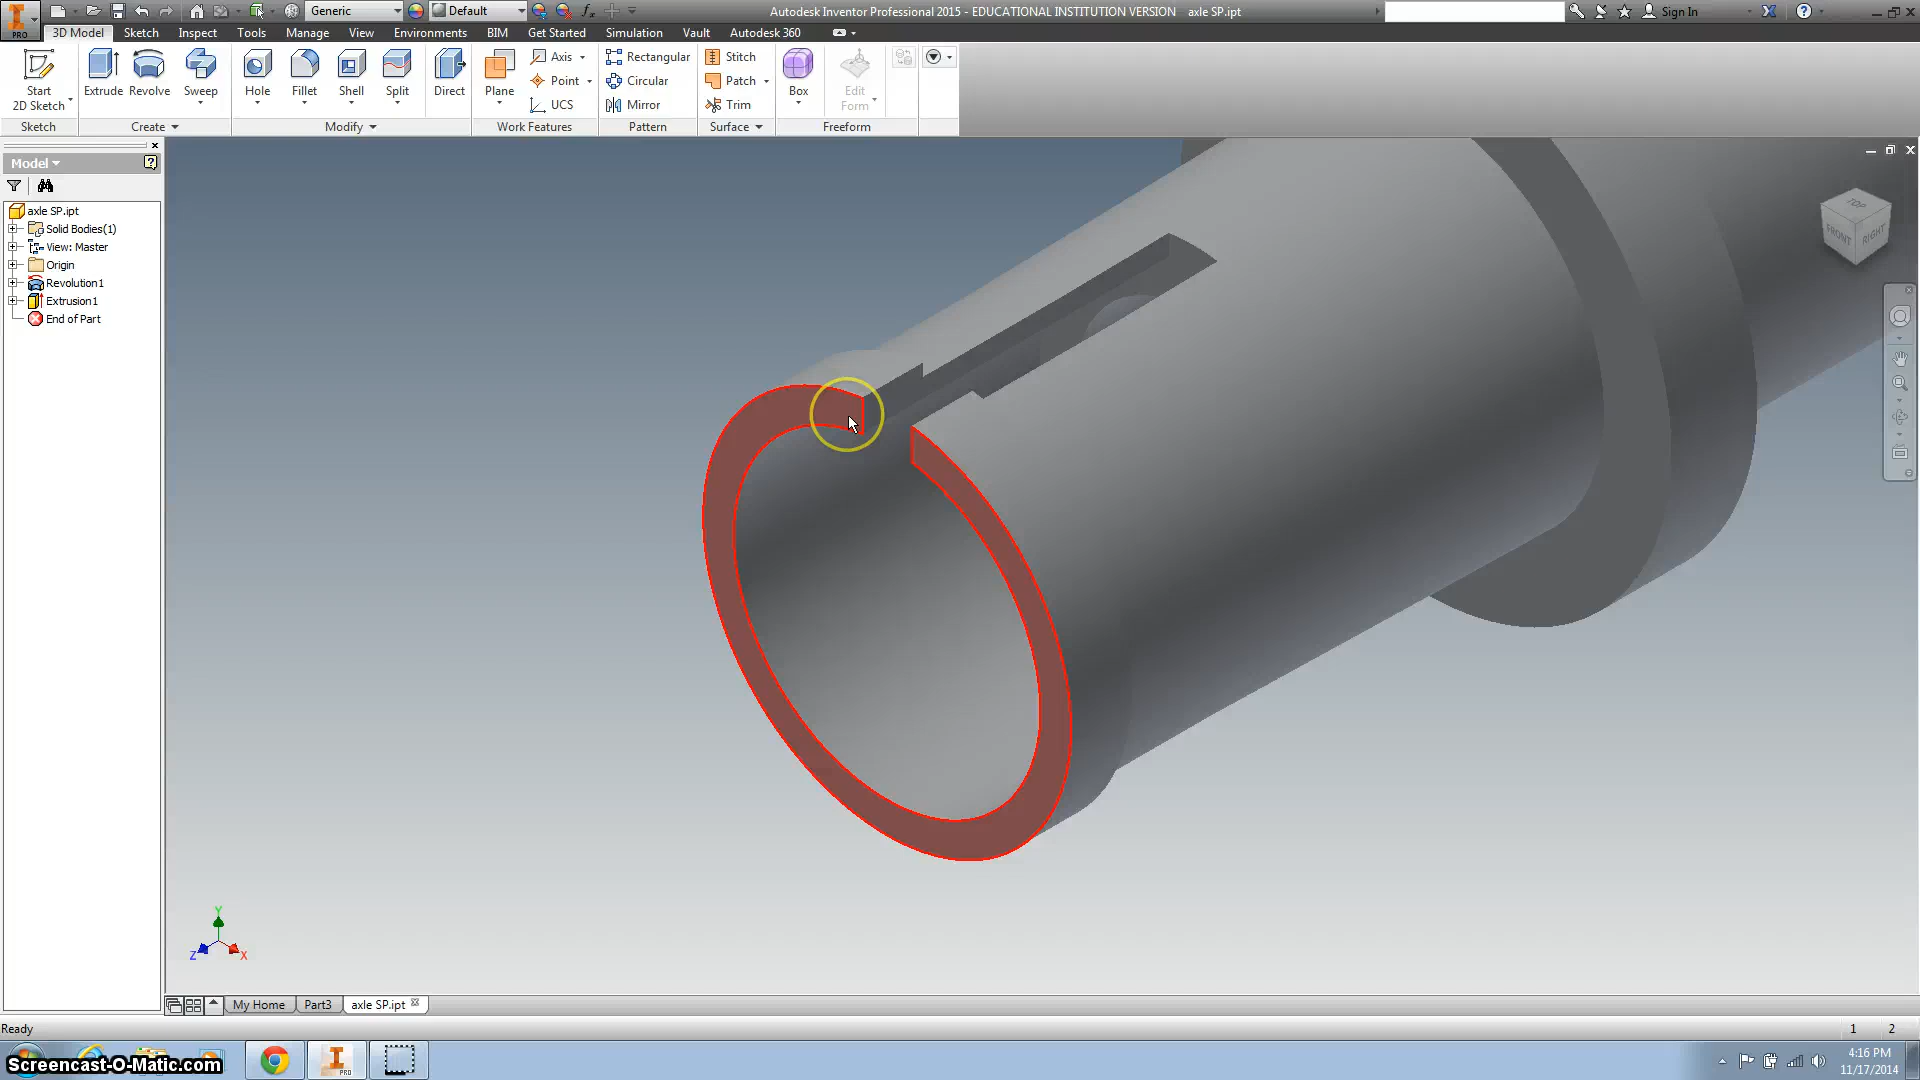 Generic
Default
Autodesk Inventor Professional 2015 - EDUCATIONAL INSTITUTION VERSION axle SP.ipt
Sign In
PRO
3D Model Sketch Inspect Tools Manage View Environments BIM Get Started Simulation Vault Autodesk 360
Start
2D Sketch
Extrude Revolve Sweep
Hole Fillet Shell Split Direct
Plane
Axis
Point
UCS
Rectangular
Circular
Mirror
Stitch
Patch
Trim
Box
Edit
Form
Sketch Create Modify Work Features Pattern Surface Freeform
Model
axle SP.ipt
Solid Bodies(1)
View: Master
Origin
Revolution1
Extrusion1
End of Part
TOP
FRONT RIGHT
Y
Z X
My Home Part3 axle SP.ipt
Ready
1 2
Screencast-O-Matic.com
PRO
4:16 PM
11/17/2014